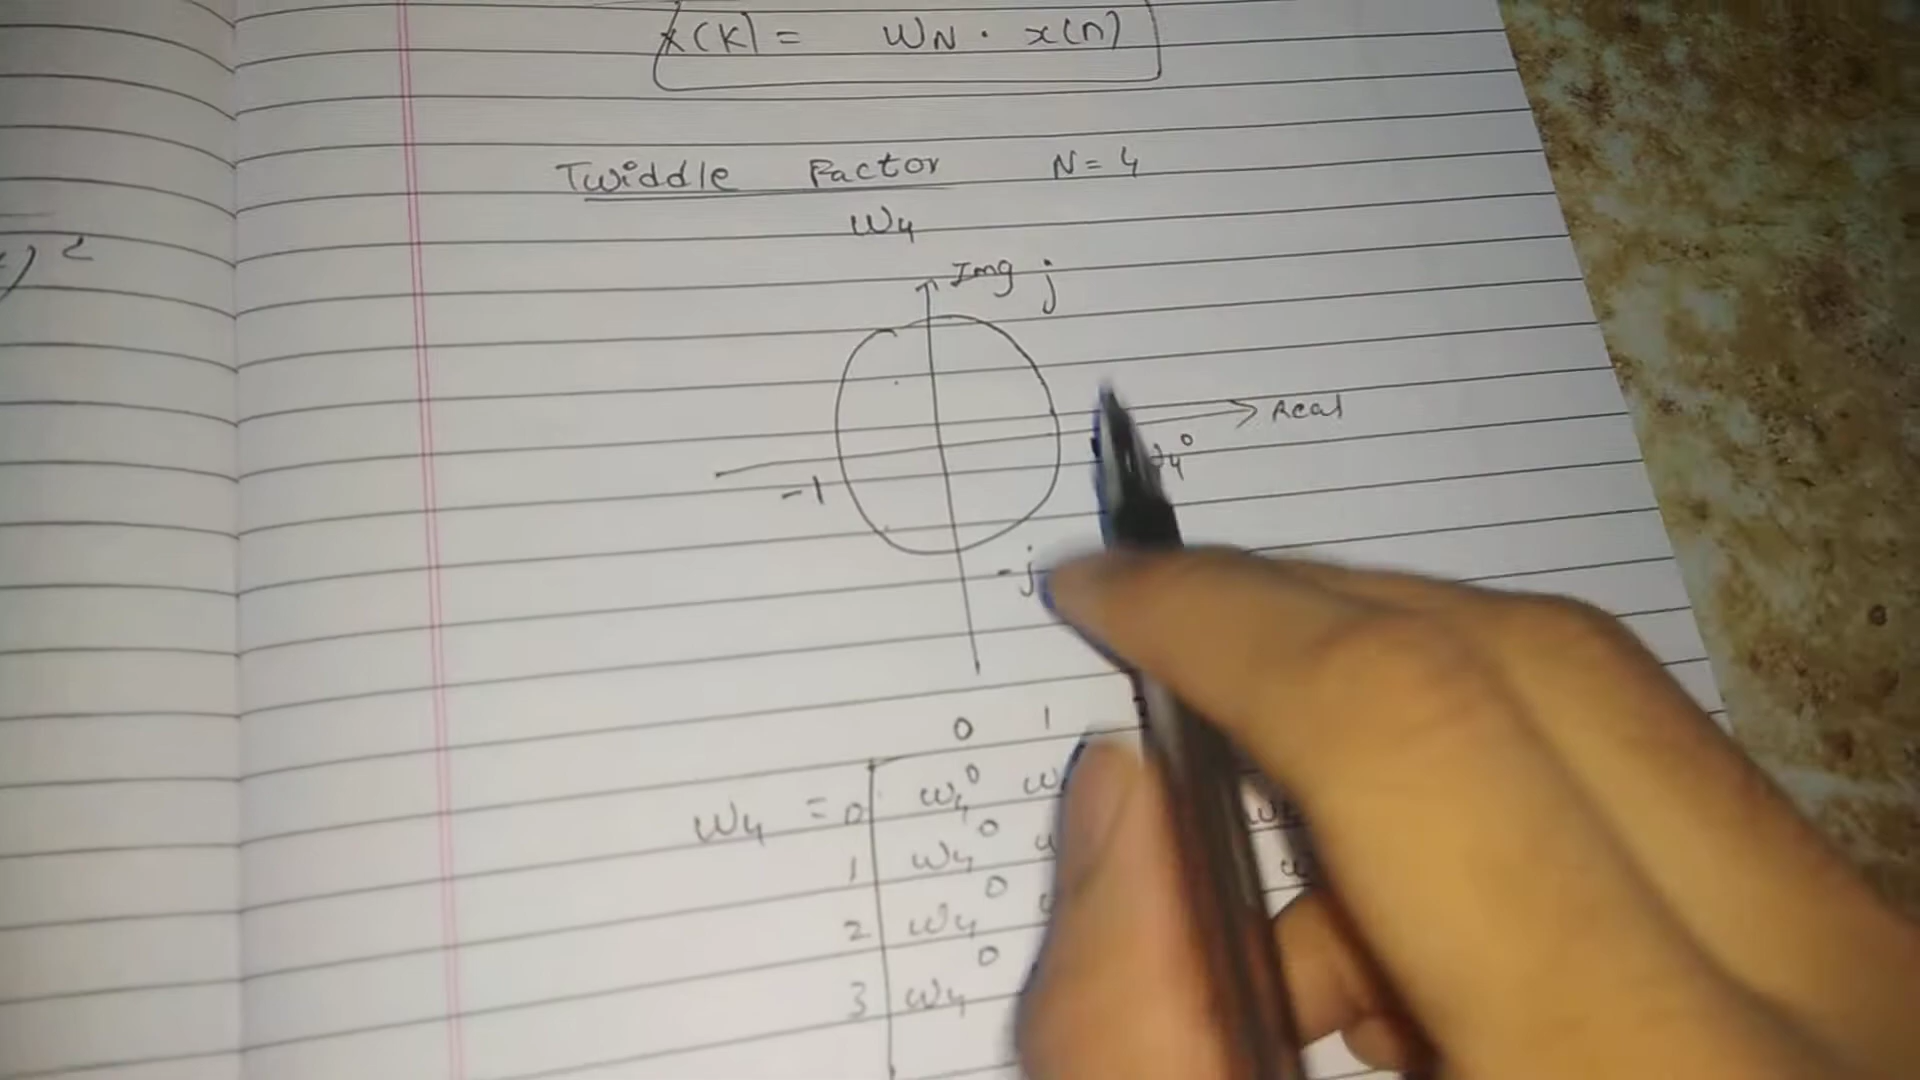 X(K) = WN · x(n)
Twiddle Factor N = 4
W4
Img j
Real
-1
-j
0 1
W4 = 0 W4^0
1 W4^0
2 W4^0
3 W4^0